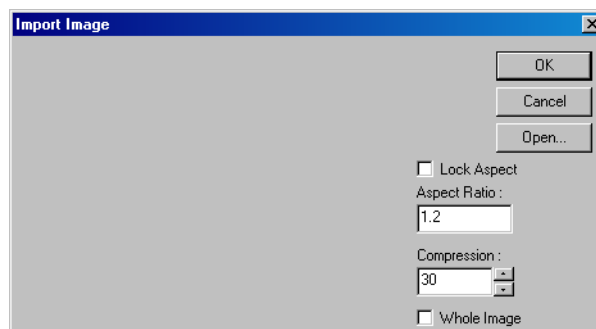 Import Image
OK
Cancel
Open...
Lock Aspect
Aspect Ratio :
1.2
Compression :
30
Whole Image